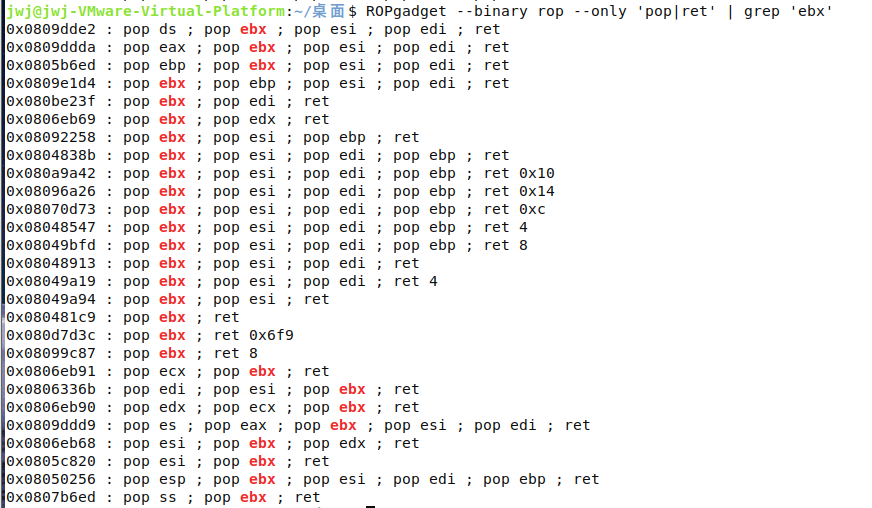 jwj@jwj-VMware-Virtual-Platform:~/桌面$ ROPgadget --binary rop --only 'pop|ret' | grep 'ebx'
0x0809dde2 : pop ds ; pop ebx ; pop esi ; pop edi ; ret
0x0809ddda : pop eax ; pop ebx ; pop esi ; pop edi ; ret
0x0805b6ed : pop ebp ; pop ebx ; pop esi ; pop edi ; ret
0x0809e1d4 : pop ebx ; pop ebp ; pop esi ; pop edi ; ret
0x080be23f : pop ebx ; pop edi ; ret
0x0806eb69 : pop ebx ; pop edx ; ret
0x08092258 : pop ebx ; pop esi ; pop ebp ; ret
0x0804838b : pop ebx ; pop esi ; pop edi ; pop ebp ; ret
0x080a9a42 : pop ebx ; pop esi ; pop edi ; pop ebp ; ret 0x10
0x08096a26 : pop ebx ; pop esi ; pop edi ; pop ebp ; ret 0x14
0x08070d73 : pop ebx ; pop esi ; pop edi ; pop ebp ; ret 0xc
0x08048547 : pop ebx ; pop esi ; pop edi ; pop ebp ; ret 4
0x08049bfd : pop ebx ; pop esi ; pop edi ; pop ebp ; ret 8
0x08048913 : pop ebx ; pop esi ; pop edi ; ret
0x08049a19 : pop ebx ; pop esi ; pop edi ; ret 4
0x08049a94 : pop ebx ; pop esi ; ret
0x080481c9 : pop ebx ; ret
0x080d7d3c : pop ebx ; ret 0x6f9
0x08099c87 : pop ebx ; ret 8
0x0806eb91 : pop ecx ; pop ebx ; ret
0x0806336b : pop edi ; pop esi ; pop ebx ; ret
0x0806eb90 : pop edx ; pop ecx ; pop ebx ; ret
0x0809ddd9 : pop es ; pop eax ; pop ebx ; pop esi ; pop edi ; ret
0x0806eb68 : pop esi ; pop ebx ; pop edx ; ret
0x0805c820 : pop esi ; pop ebx ; ret
0x08050256 : pop esp ; pop ebx ; pop esi ; pop edi ; pop ebp ; ret
0x0807b6ed : pop ss ; pop ebx ; ret